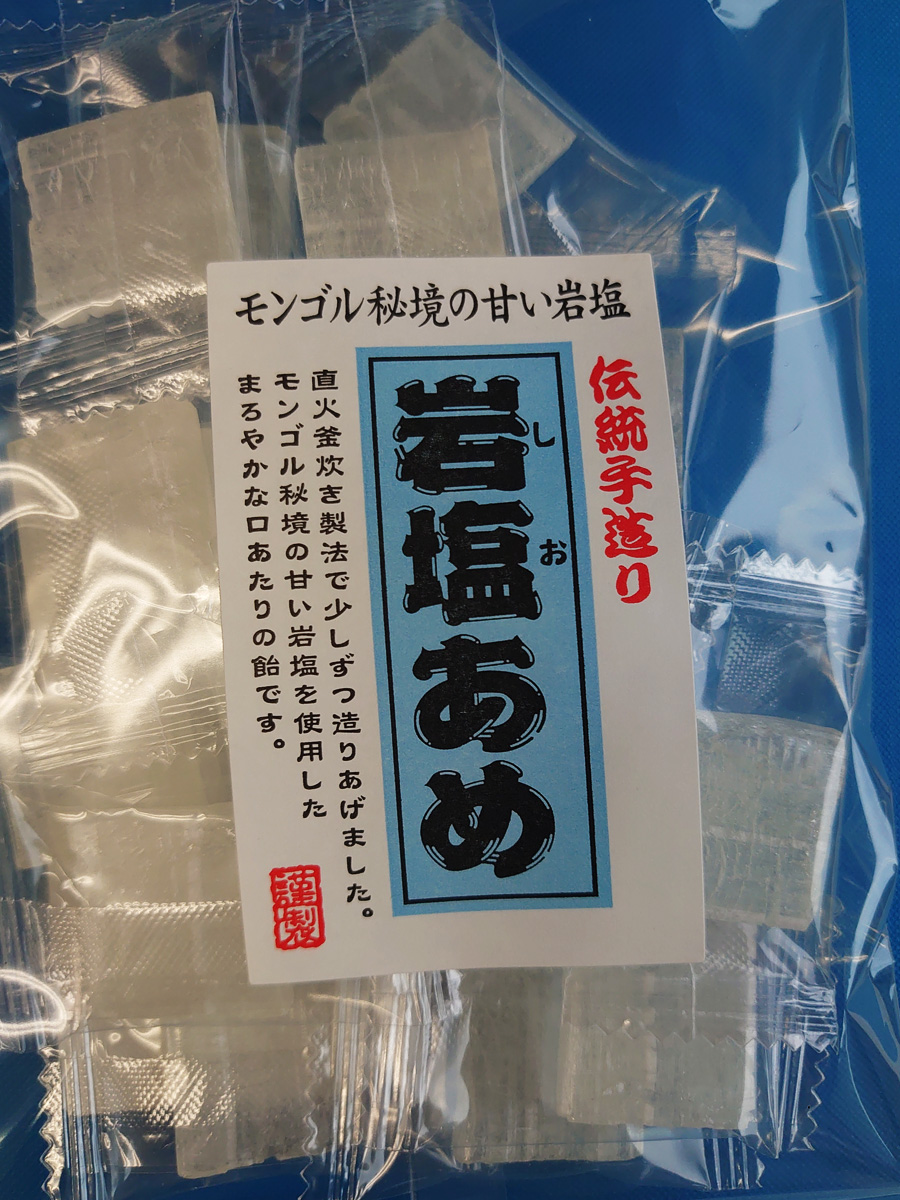 モンゴル秘境の甘い岩塩
伝統手造り
岩塩あめ
しお
直火釜炊き製法で少しずつ造りあげました。
モンゴル秘境の甘い岩塩を使用した
まろやかな口あたりの飴です。
謹製